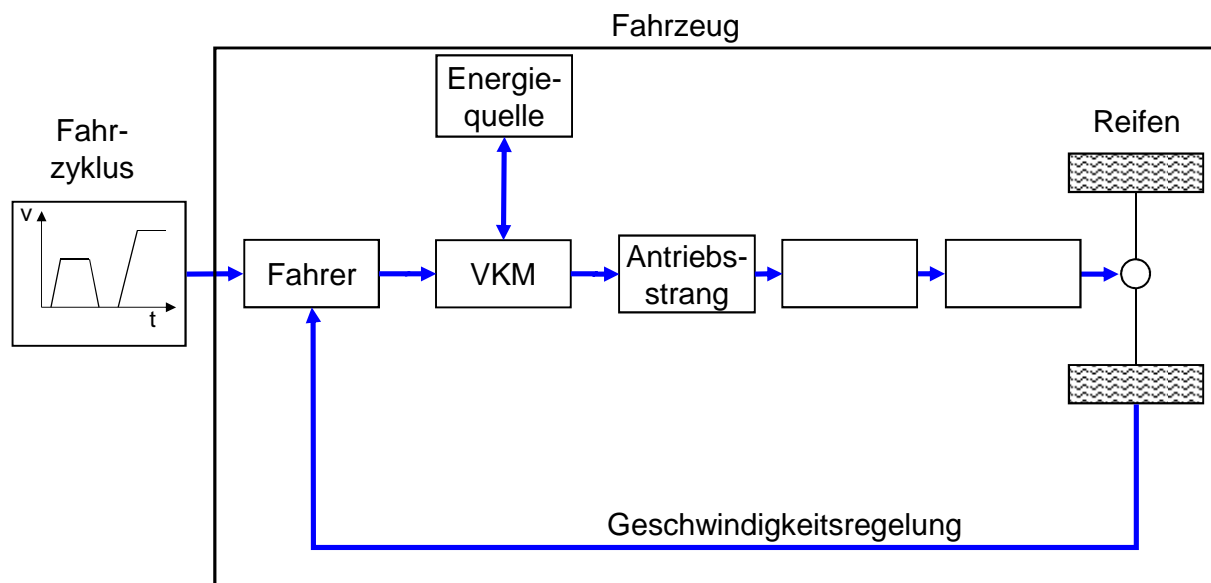 Fahrzeug
Energie-
quelle
Fahr-
zyklus
Reifen
v
t
Fahrer
VKM
Antriebs-
strang
Geschwindigkeitsregelung